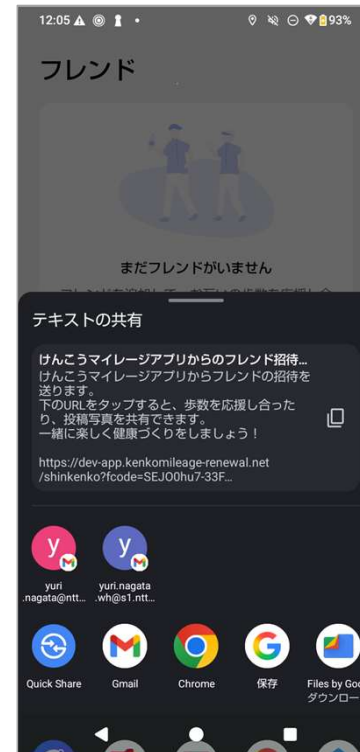 12:05
93%
フレンド
まだフレンドがいません
テキストの共有
けんこうマイレージアプリからのフレンド招待...
けんこうマイレージアプリからフレンドの招待を
送ります。
下のURLをタップすると、歩数を応援し合った
り、投稿写真を共有できます。
一緒に楽しく健康づくりをしましょう！
https://dev-app.kenkomileage-renewal.net
/shinkenko?fcode=SEJO0hu7-33F...
y
y
yuri
.nagata@ntt...
yuri.nagata
.wh@s1.ntt...
Quick Share
Gmail
Chrome
保存
Files by Goo
ダウンロー